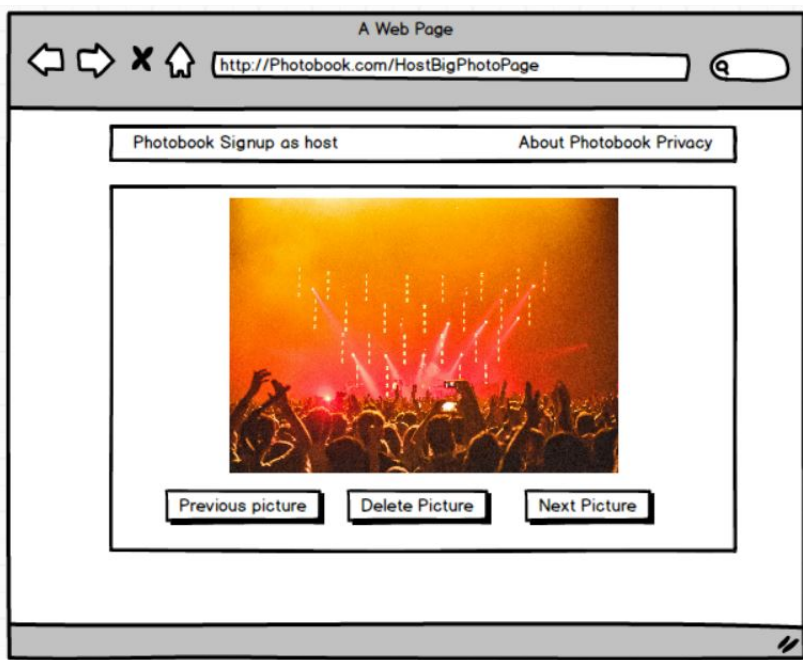 A Web Page
http://Photobook.com/HostBigPhotoPage
Photobook Signup as host About Photobook Privacy
Previous picture Delete Picture Next Picture